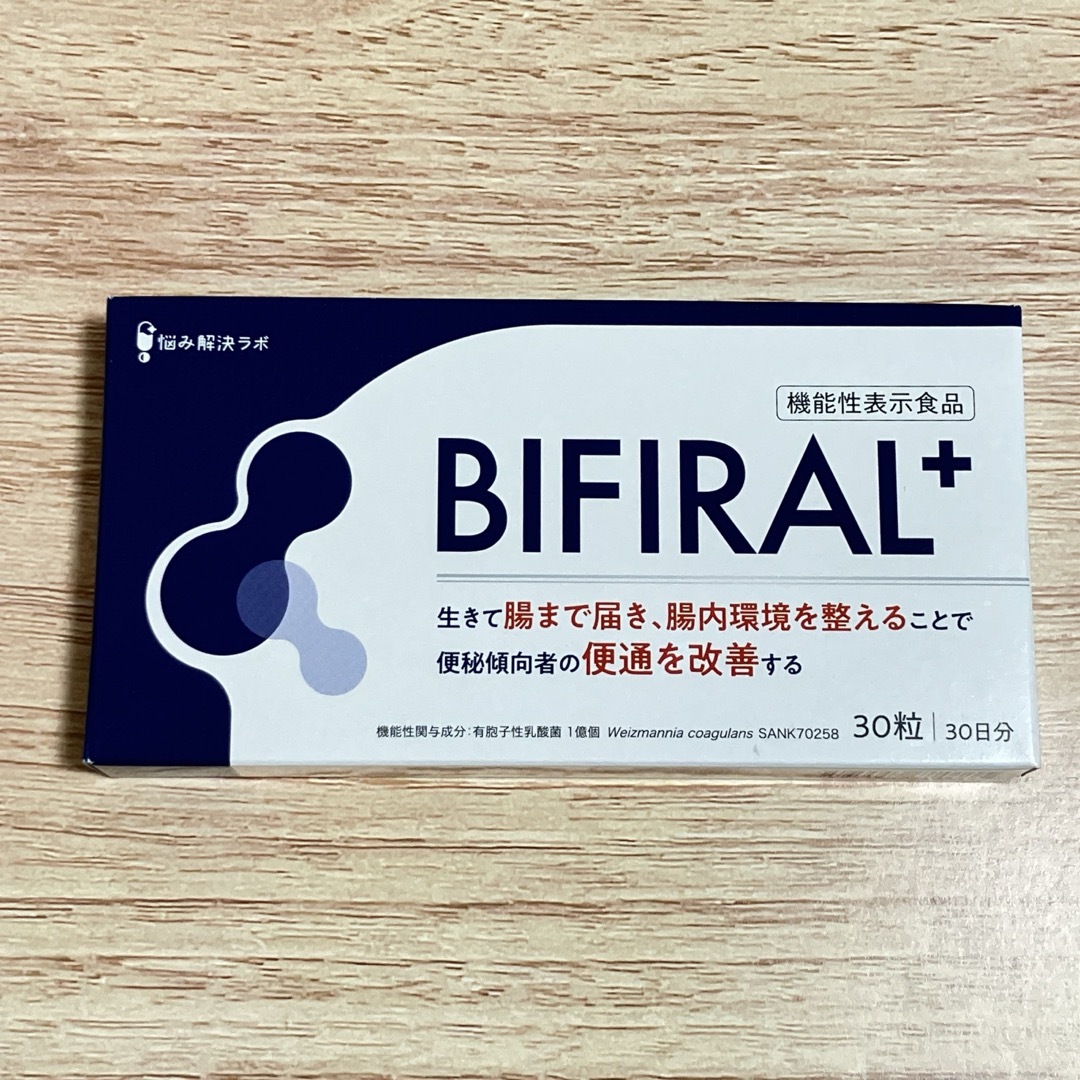 悩み解決ラボ
機能性表示食品
BIFIRAL+
生きて腸まで届き、腸内環境を整えることで
便秘傾向者の便通を改善する
機能性関与成分:有胞子性乳酸菌 1億個 Weizmannia coagulans SANK70258 30粒 30日分